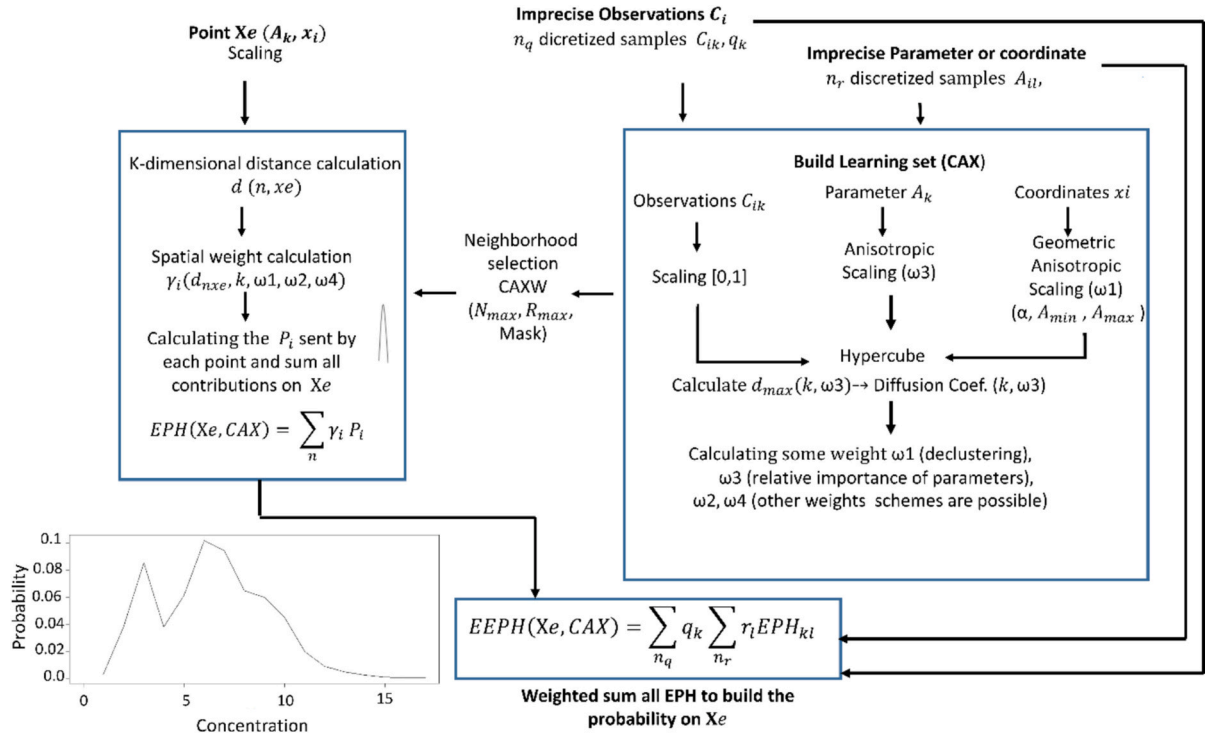 Point Xe (A_k, x_i)
Scaling
Imprecise Observations C_i
n_q dicretized samples C_ik, q_k
Imprecise Parameter or coordinate
n_r discretized samples A_il,
K-dimensional distance calculation
d (n, xe)
Spatial weight calculation
γ_i(d_nxe, k, ω1, ω2, ω4)
Calculating the P_i sent by
each point and sum all
contributions on Xe
EPH(Xe, CAX) = ∑_n γ_i P_i
Neighborhood
selection
CAXW
(N_max, R_max,
Mask)
Build Learning set (CAX)
Observations C_ik
Scaling [0,1]
Parameter A_k
Anisotropic
Scaling (ω3)
Coordinates xi
Geometric
Anisotropic
Scaling (ω1)
(α, A_min , A_max )
Hypercube
Calculate d_max(k, ω3)→ Diffusion Coef. (k, ω3)
Calculating some weight ω1 (declustering),
ω3 (relative importance of parameters),
ω2, ω4 (other weights schemes are possible)
Probability
0.1
0.08
0.06
0.04
0.02
0.0
0 5 10 15
Concentration
EEPH(Xe, CAX) = ∑_n_q q_k ∑_n_r r_l EPH_kl
Weighted sum all EPH to build the
probability on Xe